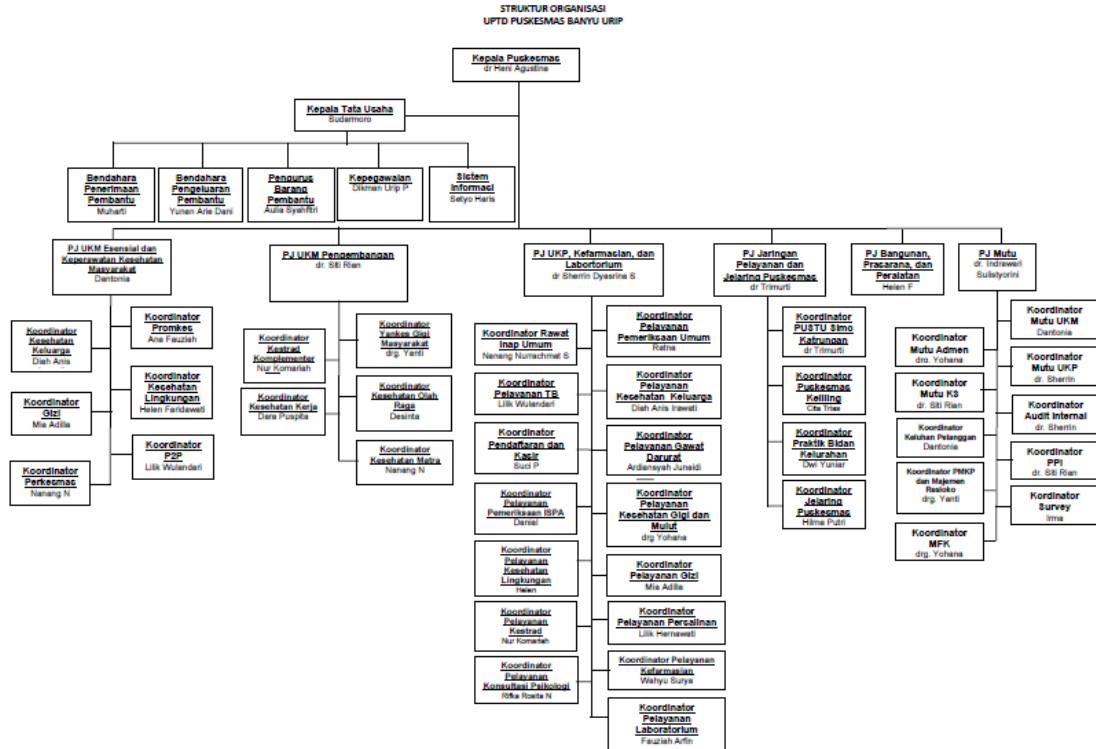 STRUKTUR ORGANISASI
UPTD PUSKESMAS BANYU URIP
Kepala Puskesmas
dr Heni Agustina
Kepala Tata Usaha
Sudarmoro
Bendahara
Penerimaan
Pembantu
Muharti
Bendahara
Pengeluaran
Pembantu
Yunan Arie Dani
Pengurus
Barang
Pembantu
Aulia Syahfitri
Kepegawaian
Dikman Urip P
Sistem
Informasi
Setyo Haris
PJ UKM Esensial dan
Keperawatan Kesehatan
Masyarakat
Dantonia
PJ UKM Pengembangan
dr. Siti Rian
PJ UKP, Kefarmasian, dan
Labortorium
dr Sherrin Dyasrina S
PJ Jaringan
Pelayanan dan
Jejaring Puskesmas
dr Trimurti
PJ Bangunan,
Prasarana, dan
Peralatan
Helen F
PJ Mutu
dr. Indrawari
Sulistyorini
Koordinator
Kesehatan
Keluarga
Diah Anis
Koordinator
Promkes
Ana Fauziah
Koordinator
Gizi
Mia Adilla
Koordinator
Kesehatan
Lingkungan
Helen Faridawati
Koordinator
Perkesmas
Nanang N
Koordinator
P2P
Lilik Wulandari
Koordinator
Kestrad
Komplementer
Nur Komariah
Koordinator
Yankes Gigi
Masyarakat
drg. Yanti
Koordinator
Kesehatan Kerja
Dara Puspita
Koordinator
Kesehatan Olah
Raga
Desinta
Koordinator
Kesehatan Matra
Nanang N
Koordinator Rawat
Inap Umum
Nanang Nurrachmat S
Koordinator
Pelayanan
Pemeriksaan Umum
Ratna
Koordinator
Pelayanan TB
Lilik Wulandari
Koordinator
Pelayanan
Kesehatan Keluarga
Diah Anis Irawati
Koordinator
Pendaftaran dan
Kasir
Suci P
Koordinator
Pelayanan Gawat
Darurat
Ardiansyah Junaidi
Koordinator
Pelayanan
Pemeriksaan ISPA
Danial
Koordinator
Pelayanan
Kesehatan Gigi dan
Mulut
drg Yohana
Koordinator
Pelayanan
Kesehatan
Lingkungan
Helen
Koordinator
Pelayanan Gizi
Mia Adilla
Koordinator
Pelayanan
Kestrad
Nur Komariah
Koordinator
Pelayanan Persalinan
Lilik Hernawati
Koordinator
Pelayanan
Konsultasi Psikologi
Rifka Rosita N
Koordinator Pelayanan
Kefarmasian
Wahyu Surya
Koordinator
Pelayanan
Laboratorium
Fauziah Arfin
Koordinator
PUSTU Simo
Katrungan
dr Trimurti
Koordinator
Puskesmas
Keliling
Cita Trias
Koordinator
Praktik Bidan
Kelurahan
Dwi Yuniar
Koordinator
Jejaring
Puskesmas
Hilma Putri
Koordinator
Mutu UKM
Dantonia
Koordinator
Mutu Admen
drg. Yohana
Koordinator
Mutu UKP
dr. Sherrin
Koordinator
Mutu K3
dr. Siti Rian
Koordinator
Audit Internal
dr. Sherrin
Koordinator
Keluhan Pelanggan
Dantonia
Koordinator
PPI
dr. Siti Rian
Koordinator PMKP
dan Majemen
Resioko
drg. Yanti
Kordinator
Survey
Irma
Koordinator
MFK
drg. Yohana